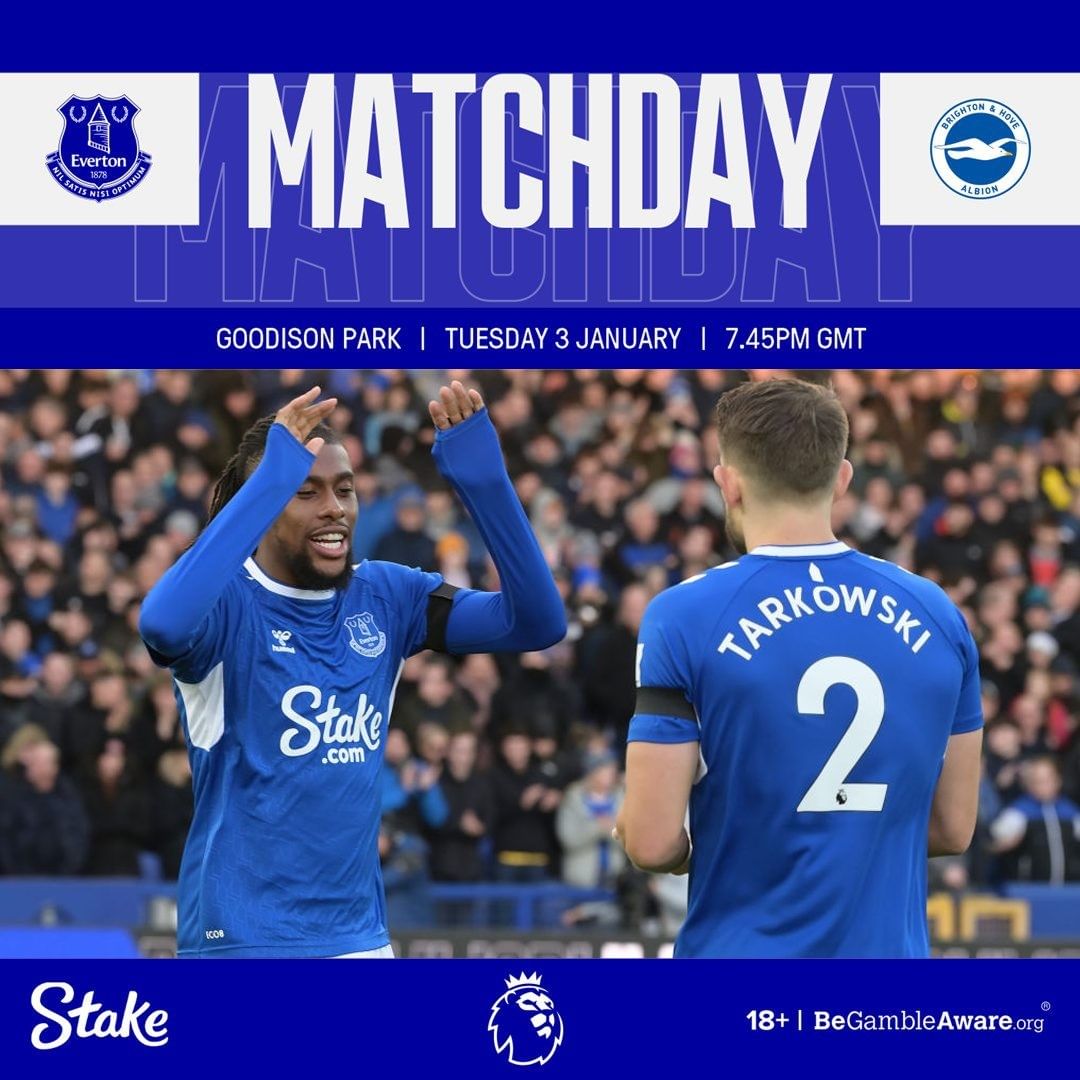 MATCHDAY
MATCHDAY
Everton
1878
NIL SATIS NISI OPTIMUM
BRIGHTON & HOVE
ALBION
GOODISON PARK | TUESDAY 3 JANUARY | 7.45PM GMT
hummel
Everton
Stake
.com
TARKOWSKI
2
Stake
18+ | BeGambleAware.org®